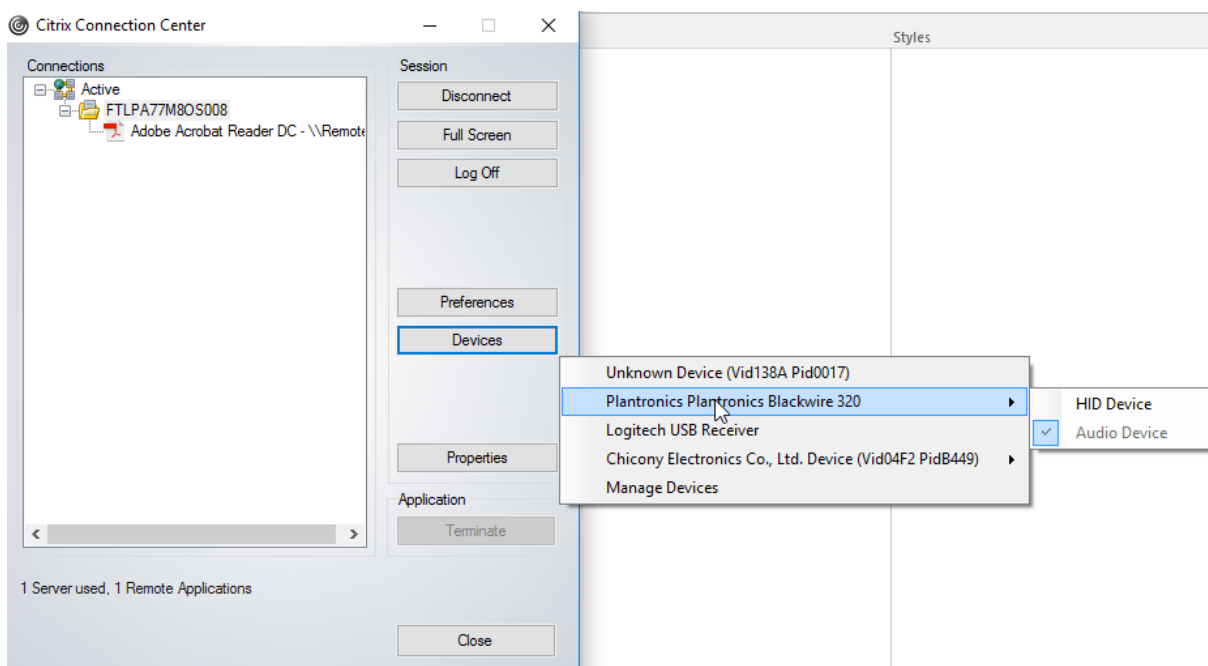 Citrix Connection Center
Styles
Connections
Active
FTLPA77M8OS008
Adobe Acrobat Reader DC - \\Remote
Session
Disconnect
Full Screen
Log Off
Preferences
Devices
Unknown Device (Vid138A Pid0017)
Plantronics Plantronics Blackwire 320
HID Device
Logitech USB Receiver
Audio Device
Chicony Electronics Co., Ltd. Device (Vid04F2 PidB449)
Manage Devices
Properties
Application
Terminate
1 Server used, 1 Remote Applications
Close